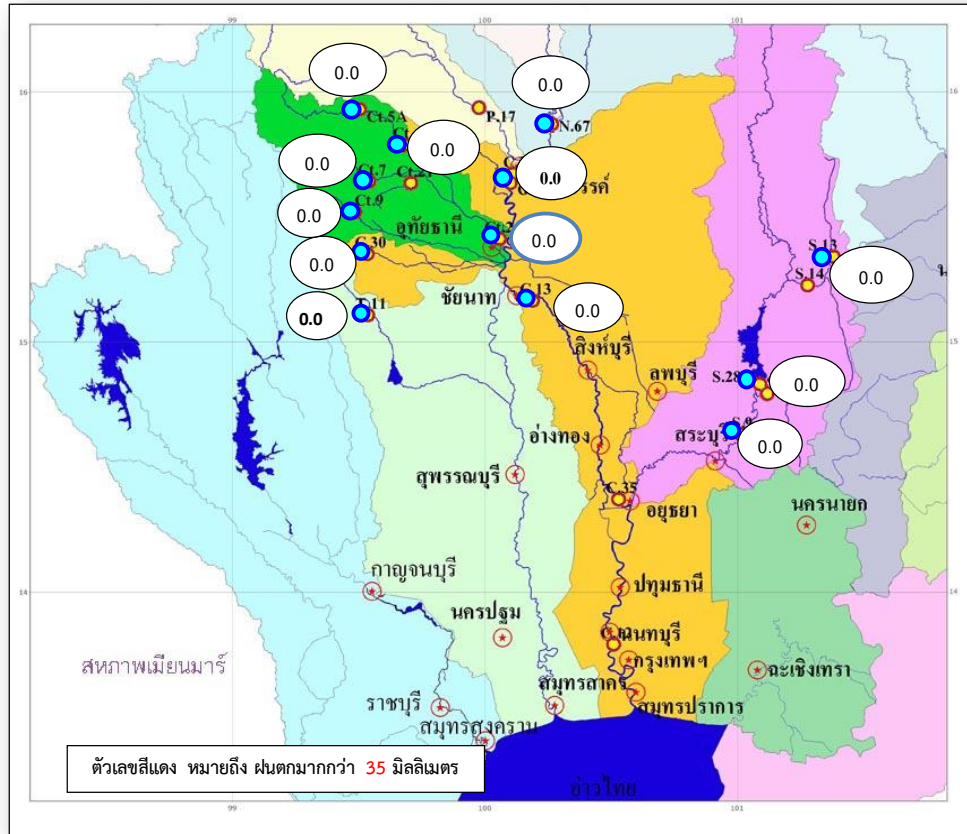 99 100 101
16 16
0.0
0.0
Ct.5A
P.17
N.67
0.0
0.0
0.0
รรค์
Ct.7
Ct.9
0.0
อุทัยธานี
0.0
C.30
0.0
S.13
S.14
0.0
0.0
T.11
ชัยนาท
C.13
0.0
15 15
สิงห์บุรี
S.28
ลพบุรี
0.0
S.9
สระบุรี
0.0
อ่างทอง
สุพรรณบุรี
C.35
อยุธยา
นครนายก
14 14
กาญจนบุรี
ปทุมธานี
นครปฐม
นนทบุรี
สหภาพเมียนมาร์
กรุงเทพฯ
ฉะเชิงเทรา
ราชบุรี
สมุทรสาคร
สมุทรปราการ
สมุทรสงคราม
ตัวเลขสีแดง หมายถึง ฝนตกมากกว่า 35 มิลลิเมตร
อ่าวไทย
99 100 101